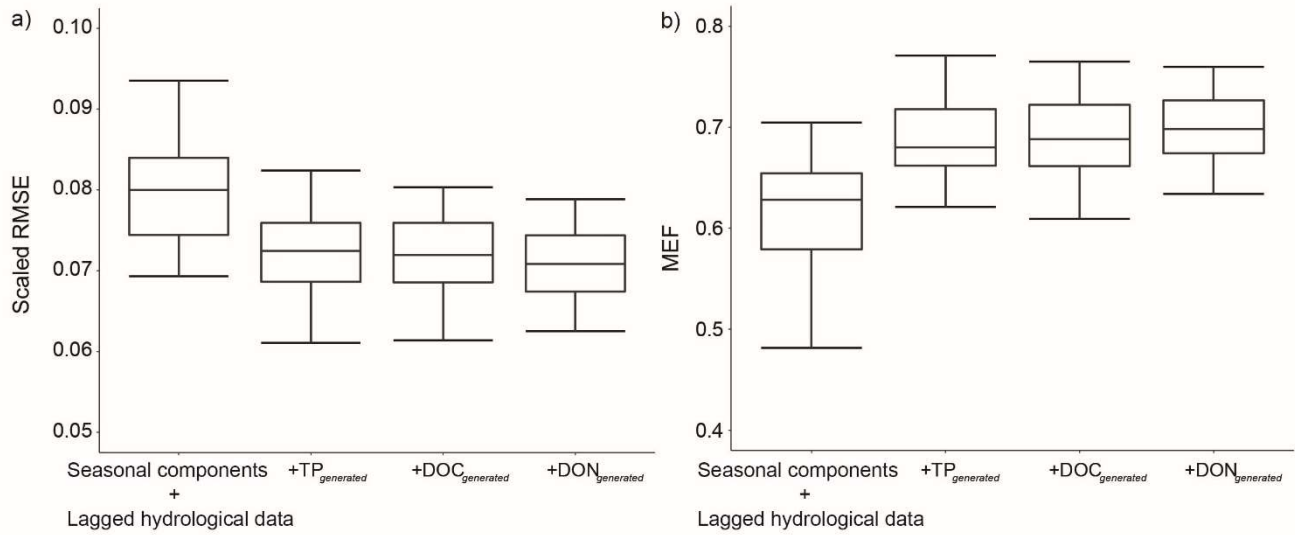 a)
0.10
0.09
0.08
0.07
0.06
0.05
Scaled RMSE
Seasonal components
+
Lagged hydrological data
+TPgenerated
+DOCgenerated
+DONgenerated
b)
0.8
0.7
0.6
0.5
0.4
MEF
Seasonal components
+
Lagged hydrological data
+TPgenerated
+DOCgenerated
+DONgenerated